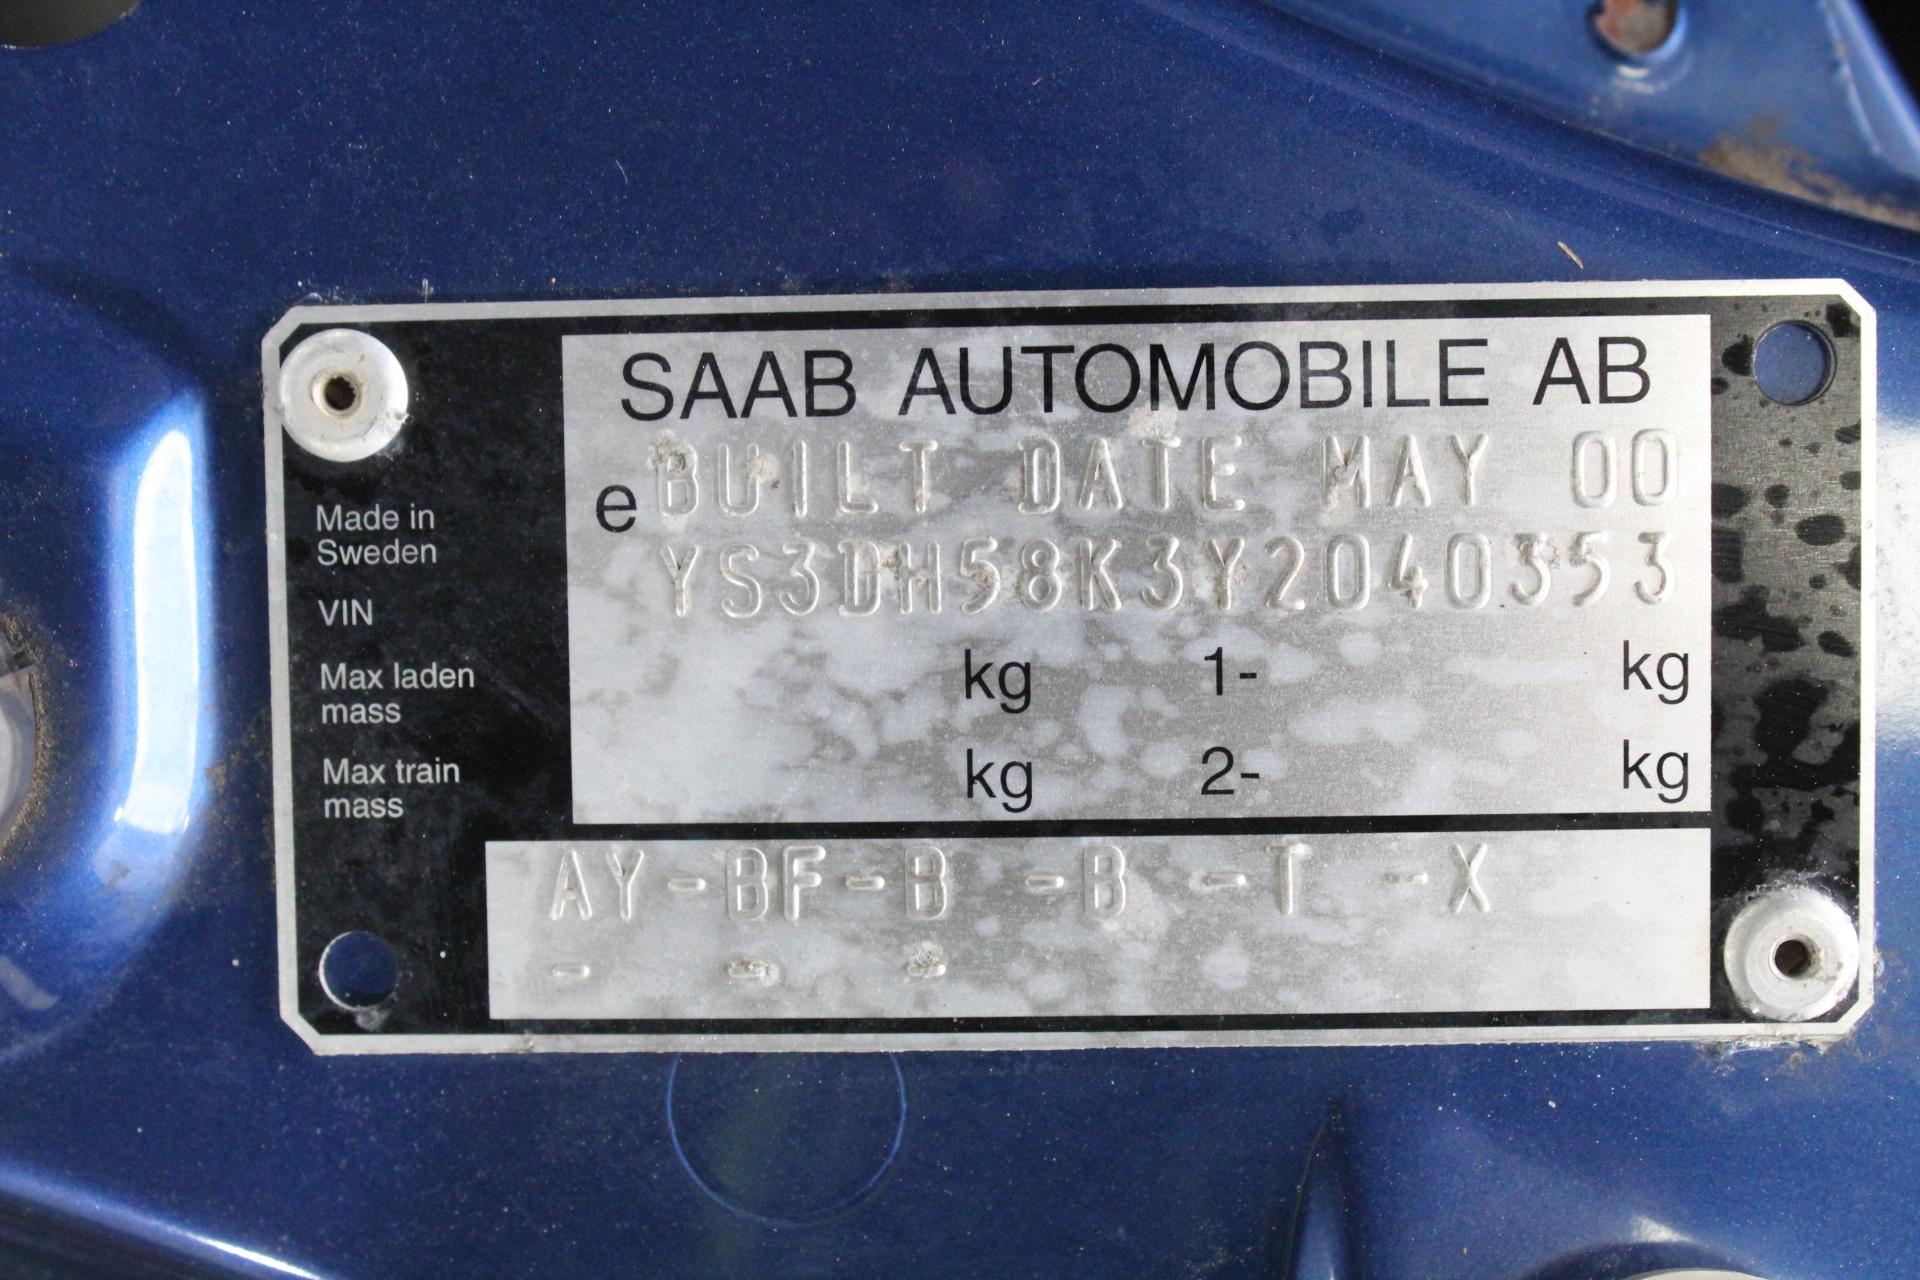 SAAB AUTOMOBILE AB
e BUILT DATE MAY 00
Made in
Sweden
VIN YS3DH58K3Y2040353
Max laden
mass
kg 1- kg
Max train
mass
kg 2- kg
AY-BF-B -B -T -X
- - -